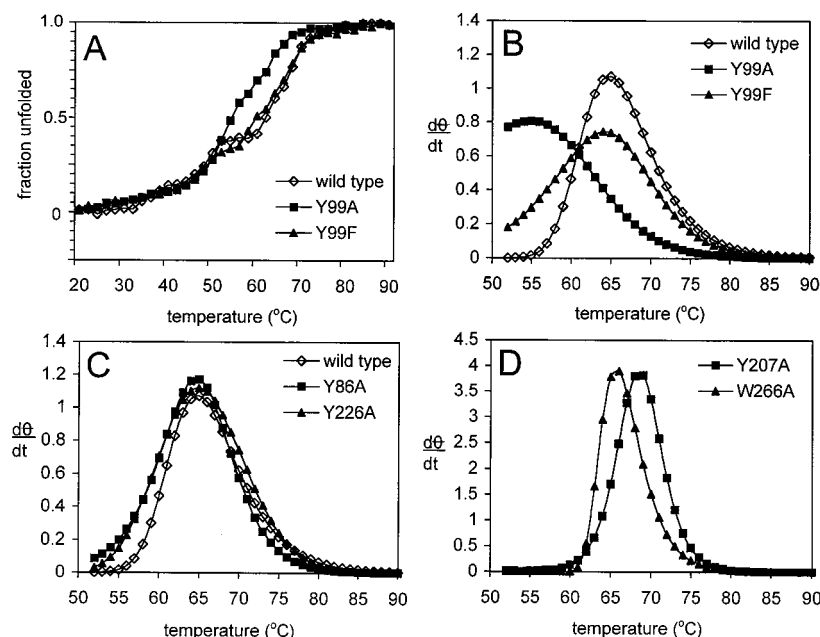 A
fraction unfolded
1.0
0.5
0
wild type
Y99A
Y99F
20 30 40 50 60 70 80 90
temperature (°C)
B
dϕ
dt
1.4
1.2
1.0
0.8
0.6
0.4
0.2
0
wild type
Y99A
Y99F
50 55 60 65 70 75 80 85 90
temperature (°C)
C
dϕ
dt
1.4
1.2
1.0
0.8
0.6
0.4
0.2
0
wild type
Y86A
Y226A
50 55 60 65 70 75 80 85 90
temperature (°C)
D
dϕ
dt
4.5
4
3.5
3
2.5
2
1.5
1
0.5
0
Y207A
W266A
50 55 60 65 70 75 80 85 90
temperature (°C)